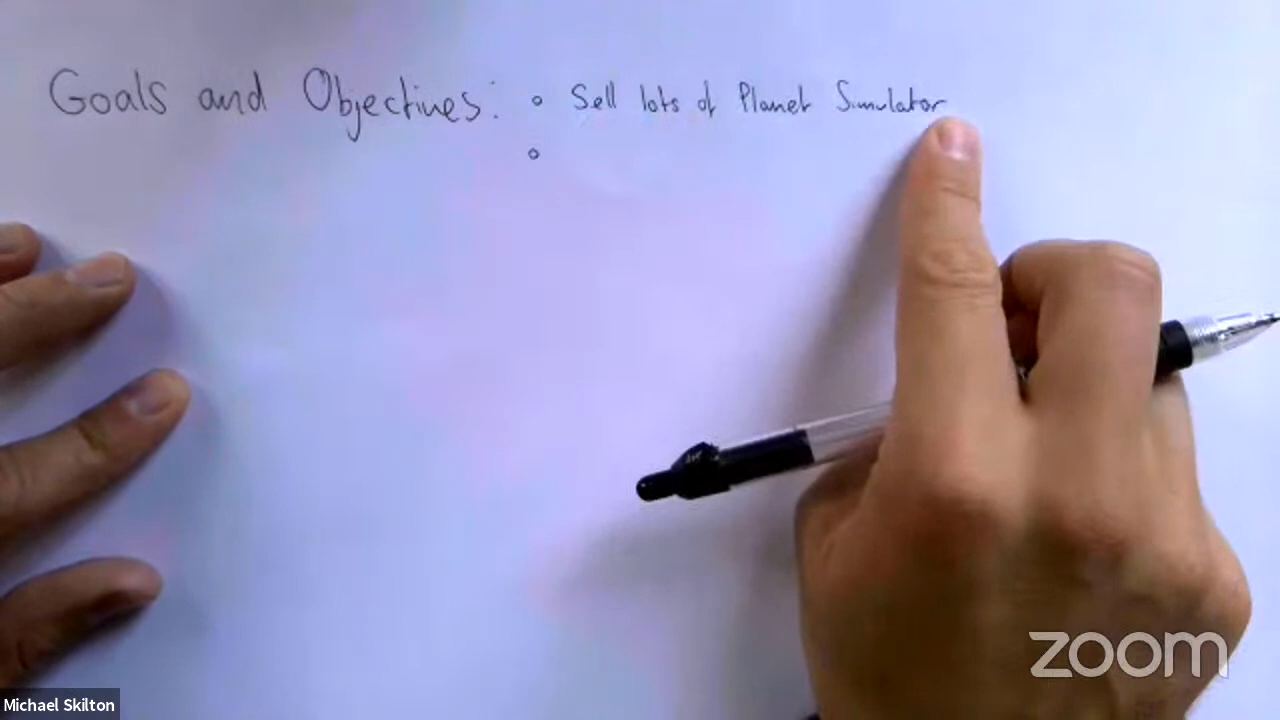 Goals and Objectives: ∘ Sell lots of Planet Simulator
∘
zoom
Michael Skilton